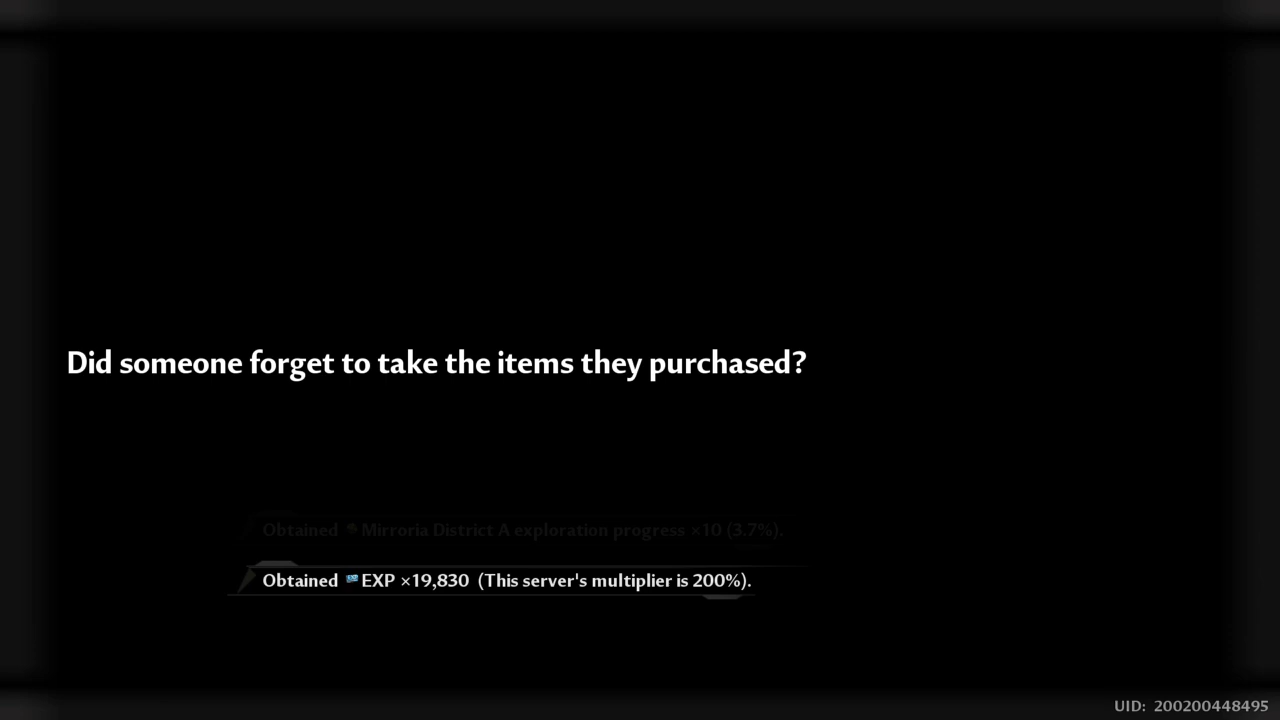 Did someone forget to take the items they purchased?
Obtained Mirroria District A exploration progress ×10 (3.7%).
Obtained EXP ×19,830 (This server's multiplier is 200%).
UID: 200200448495